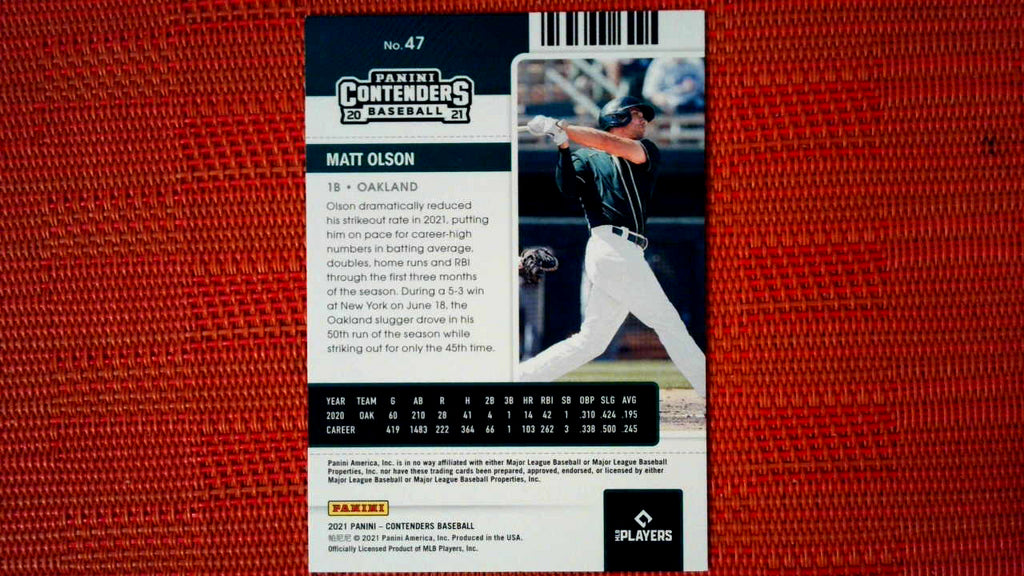 No. 47
PANINI
CONTENDERS
20 BASEBALL 21
MATT OLSON
1B • OAKLAND
Olson dramatically reduced
his strikeout rate in 2021, putting
him on pace for career-high
numbers in batting average,
doubles, home runs and RBI
through the first three months
of the season. During a 5-3 win
at New York on June 18, the
Oakland slugger drove in his
50th run of the season while
striking out for only the 45th time.
YEAR TEAM G AB R H 2B 3B HR RBI SB OBP SLG AVG
2020 OAK 60 210 28 41 4 1 14 42 1 .310 .424 .195
CAREER 419 1483 222 364 66 1 103 262 3 .338 .500 .245
Panini America, Inc. is in no way affiliated with either Major League Baseball or Major League Baseball
Properties, Inc. nor have these trading cards been prepared, approved, endorsed, or licensed by either
Major League Baseball or Major League Baseball Properties, Inc.
PANINI
2021 PANINI – CONTENDERS BASEBALL
帕尼尼 © 2021 Panini America, Inc. Produced in the USA.
Officially Licensed Product of MLB Players, Inc.
MLB PLAYERS